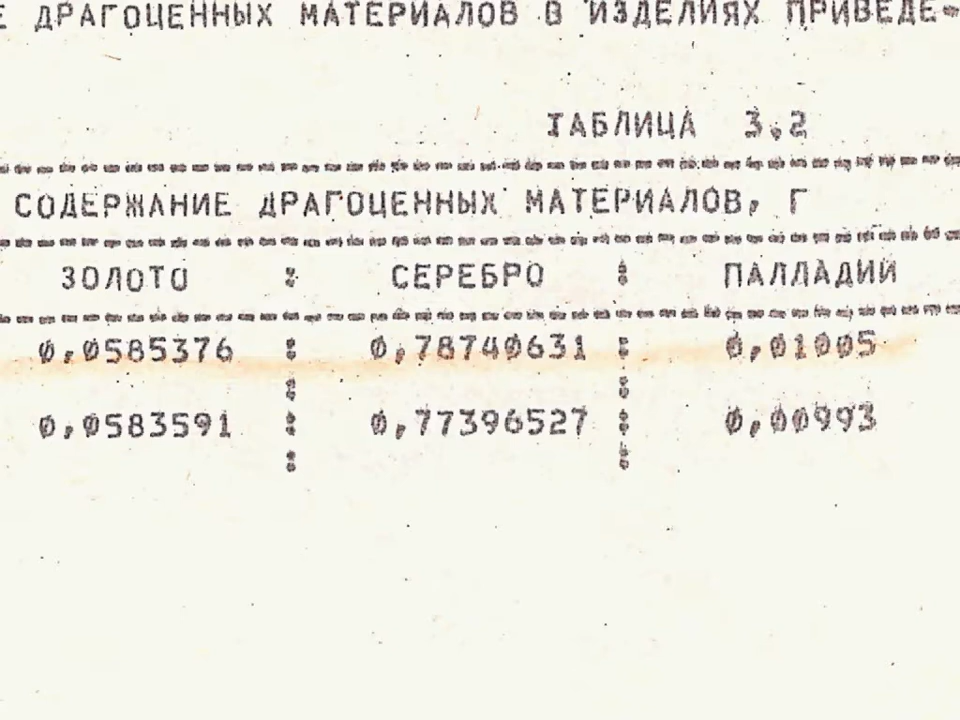 Е ДРАГОЦЕННЫХ МАТЕРИАЛОВ В ИЗДЕЛИЯХ ПРИВЕДЕ-
ТАБЛИЦА 3.2
СОДЕРЖАНИЕ ДРАГОЦЕННЫХ МАТЕРИАЛОВ, Г
ЗОЛОТО : СЕРЕБРО : ПАЛЛАДИЙ
0,0585376 : 0,78740631 : 0,01005
: :
0,0583591 : 0,77396527 : 0,00993
: :